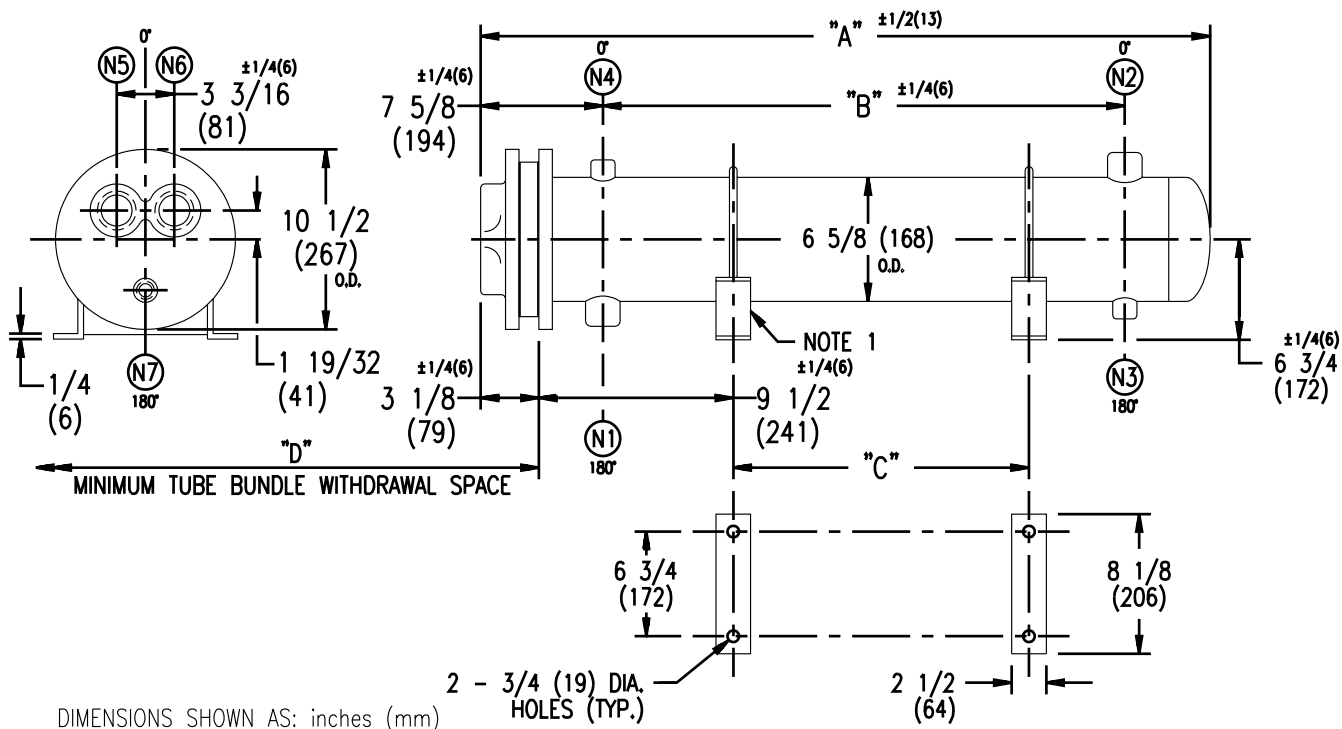 "A" ±1/2(13)
0°
N5 N6
±1/4(6)
3 3/16
(81)
±1/4(6)
7 5/8
(194)
0°
N4
"B" ±1/4(6)
0°
N2
10 1/2
(267)
O.D.
6 5/8 (168)
O.D.
NOTE 1
±1/4(6)
6 3/4
(172)
1/4
(6)
N7
180°
1 19/32
(41)
±1/4(6)
3 1/8
(79)
±1/4(6)
9 1/2
(241)
N1
180°
N3
180°
"D"
MINIMUM TUBE BUNDLE WITHDRAWAL SPACE
"C"
6 3/4
(172)
8 1/8
(206)
2 - 3/4 (19) DIA.
HOLES (TYP.)
2 1/2
(64)
DIMENSIONS SHOWN AS: inches (mm)